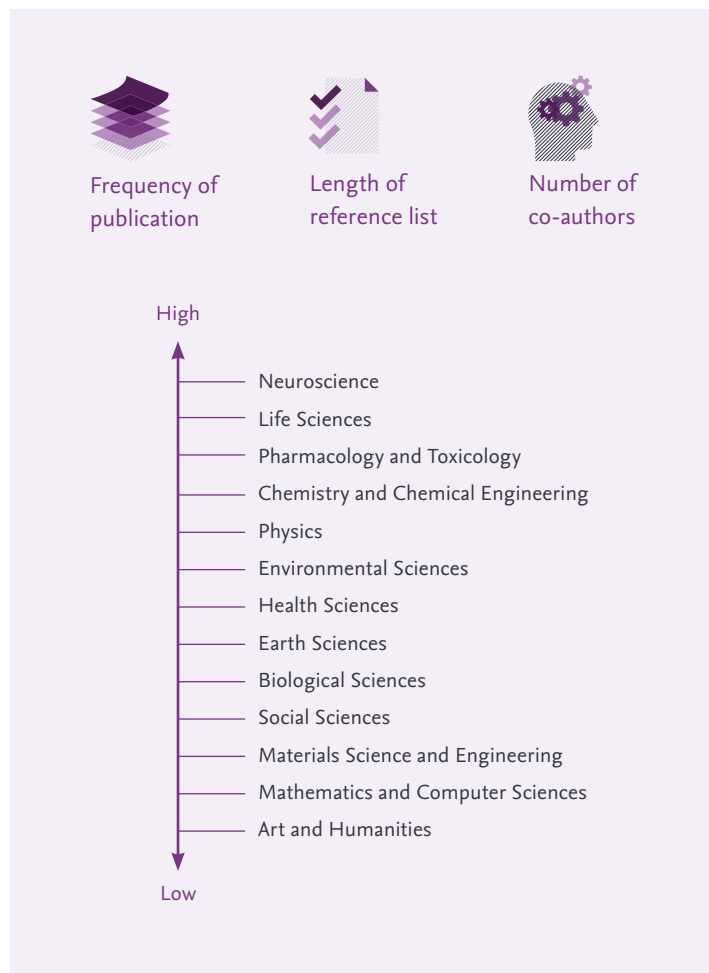 Frequency of
publication
Length of
reference list
Number of
co-authors
High
Neuroscience
Life Sciences
Pharmacology and Toxicology
Chemistry and Chemical Engineering
Physics
Environmental Sciences
Health Sciences
Earth Sciences
Biological Sciences
Social Sciences
Materials Science and Engineering
Mathematics and Computer Sciences
Art and Humanities
Low